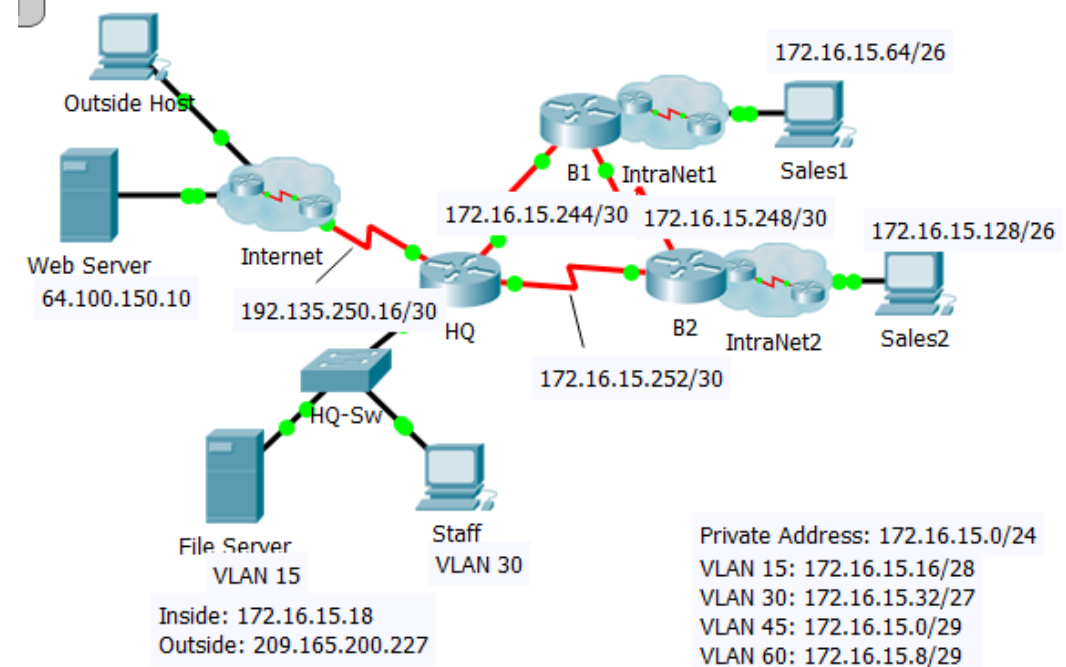 172.16.15.64/26
Outside Host
B1
IntraNet1
Sales1
172.16.15.244/30
172.16.15.248/30
172.16.15.128/26
Internet
Web Server
64.100.150.10
192.135.250.16/30
HQ
B2
IntraNet2
Sales2
172.16.15.252/30
HQ-Sw
File Server
Staff
VLAN 15
VLAN 30
Inside: 172.16.15.18
Outside: 209.165.200.227
Private Address: 172.16.15.0/24
VLAN 15: 172.16.15.16/28
VLAN 30: 172.16.15.32/27
VLAN 45: 172.16.15.0/29
VLAN 60: 172.16.15.8/29